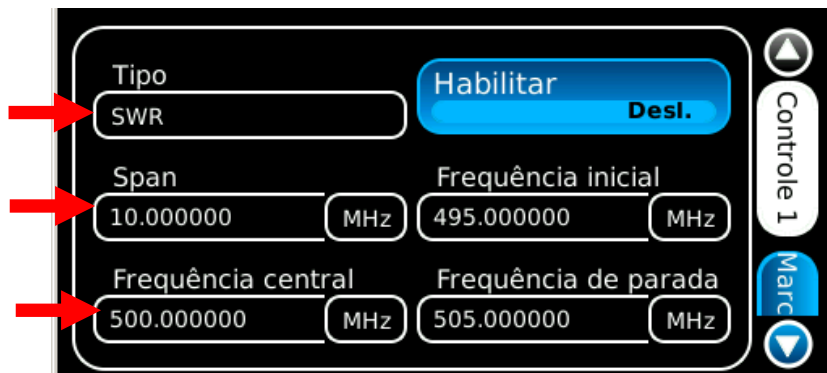 Tipo
SWR
Habilitar
Desl.
Span
10.000000 MHz
Frequência inicial
495.000000 MHz
Frequência central
500.000000 MHz
Frequência de parada
505.000000 MHz
Controle 1
Marc